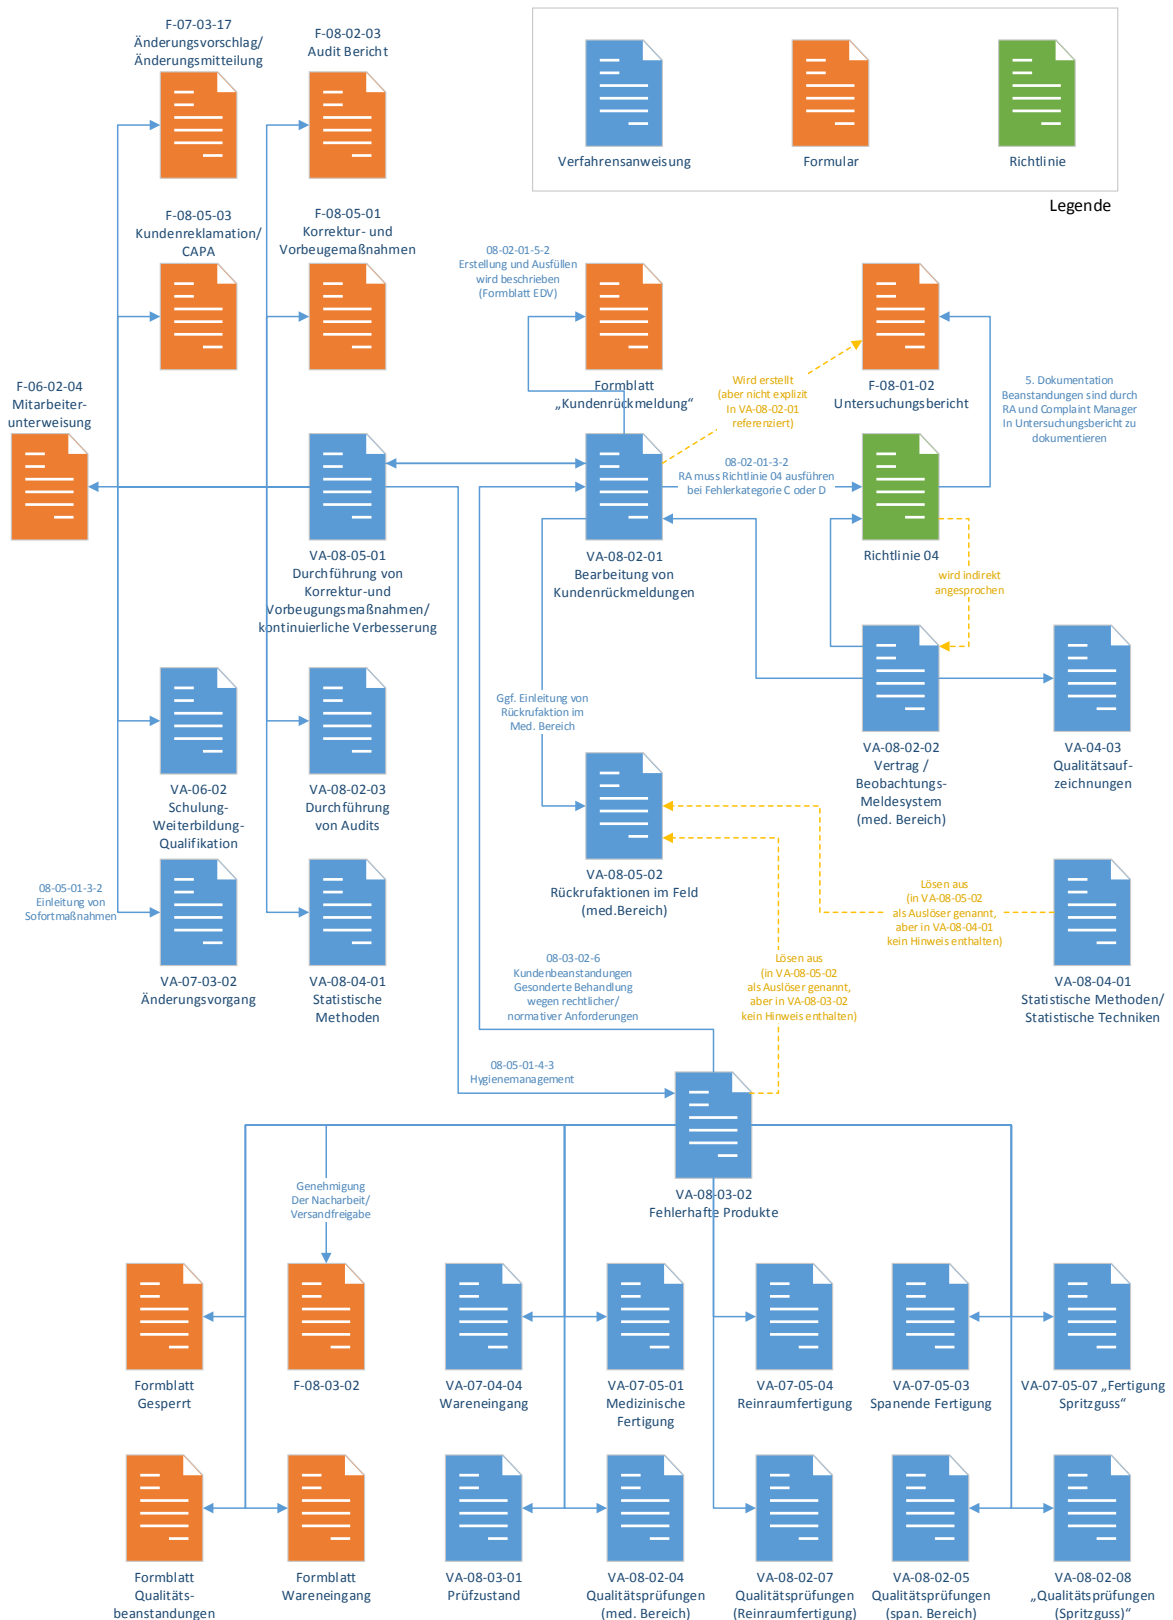 F-07-03-17
Änderungsvorschlag/
Änderungsmitteilung
F-08-02-03
Audit Bericht
Verfahrensanweisung
Formular
Richtlinie
Legende
F-08-05-03
Kundenreklamation/
CAPA
F-08-05-01
Korrektur- und
Vorbeugemaßnahmen
08-02-01-5-2
Erstellung und Ausfüllen
wird beschrieben
(Formblatt EDV)
F-06-02-04
Mitarbeiter-
unterweisung
Formblatt
„Kundenrückmeldung“
Wird erstellt
(aber nicht explizit
In VA-08-02-01
referenziert)
F-08-01-02
Untersuchungsbericht
5. Dokumentation
Beanstandungen sind durch
RA und Complaint Manager
In Untersuchungsbericht zu
dokumentieren
08-02-01-3-2
RA muss Richtlinie 04 ausführen
bei Fehlerkategorie C oder D
VA-08-05-01
Durchführung von
Korrektur-und
Vorbeugungsmaßnahmen/
kontinuierliche Verbesserung
VA-08-02-01
Bearbeitung von
Kundenrückmeldungen
Richtlinie 04
wird indirekt
angesprochen
Ggf. Einleitung von
Rückrufaktion im
Med. Bereich
VA-06-02
Schulung-
Weiterbildung-
Qualifikation
VA-08-02-03
Durchführung
von Audits
VA-08-02-02
Vertrag /
Beobachtungs-
Meldesystem
(med. Bereich)
VA-04-03
Qualitätsauf-
zeichnungen
VA-08-05-02
Rückrufaktionen im Feld
(med.Bereich)
08-05-01-3-2
Einleitung von
Sofortmaßnahmen
Lösen aus
(in VA-08-05-02
als Auslöser genannt,
aber in VA-08-04-01
kein Hinweis enthalten)
VA-07-03-02
Änderungsvorgang
VA-08-04-01
Statistische
Methoden
08-03-02-6
Kundenbeanstandungen
Gesonderte Behandlung
wegen rechtlicher/
normativer Anforderungen
Lösen aus
(in VA-08-05-02
als Auslöser genannt,
aber in VA-08-03-02
kein Hinweis enthalten)
VA-08-04-01
Statistische Methoden/
Statistische Techniken
08-05-01-4-3
Hygienemanagement
VA-08-03-02
Fehlerhafte Produkte
Genehmigung
Der Nacharbeit/
Versandfreigabe
Formblatt
Gesperrt
F-08-03-02
VA-07-04-04
Wareneingang
VA-07-05-01
Medizinische
Fertigung
VA-07-05-04
Reinraumfertigung
VA-07-05-03
Spanende Fertigung
VA-07-05-07 „Fertigung
Spritzguss“
Formblatt
Qualitäts-
beanstandungen
Formblatt
Wareneingang
VA-08-03-01
Prüfzustand
VA-08-02-04
Qualitätsprüfungen
(med. Bereich)
VA-08-02-07
Qualitätsprüfungen
(Reinraumfertigung)
VA-08-02-05
Qualitätsprüfungen
(span. Bereich)
VA-08-02-08
„Qualitätsprüfungen
(Spritzguss)“